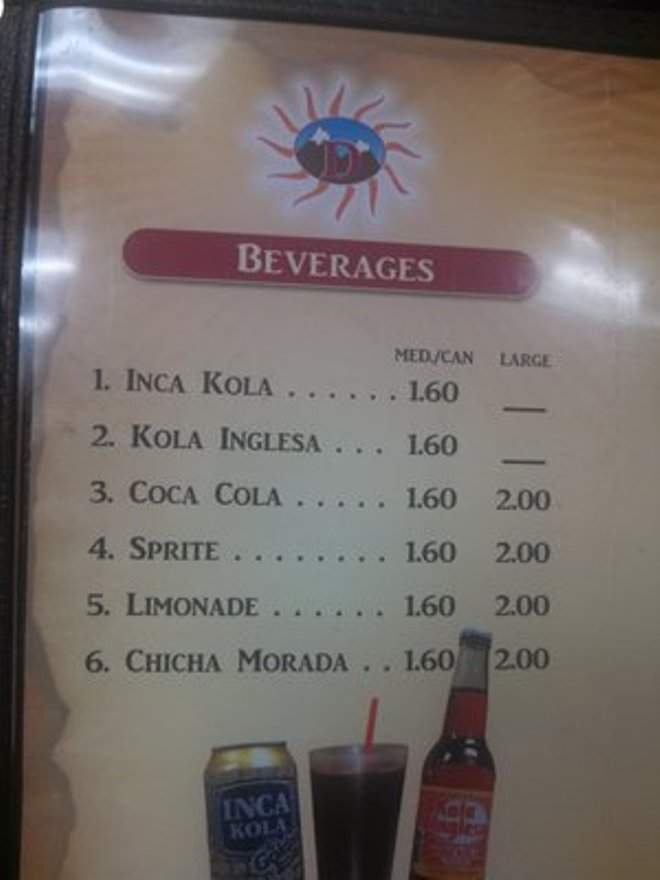 D
BEVERAGES
MED./CAN LARGE
1. INCA KOLA . . . . . . 1.60 __
2. KOLA INGLESA . . . 1.60 __
3. COCA COLA . . . . . 1.60 2.00
4. SPRITE . . . . . . . . 1.60 2.00
5. LIMONADE . . . . . . 1.60 2.00
6. CHICHA MORADA . . 1.60 2.00
INCA
KOLA